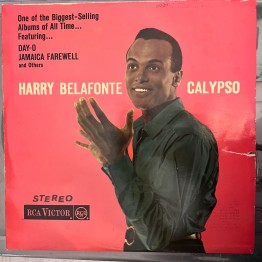 One of the Biggest-Selling
Albums of All Time...
Featuring...
DAY-O
JAMAICA FAREWELL
and Others
HARRY BELAFONTE CALYPSO
STEREO
RCA VICTOR